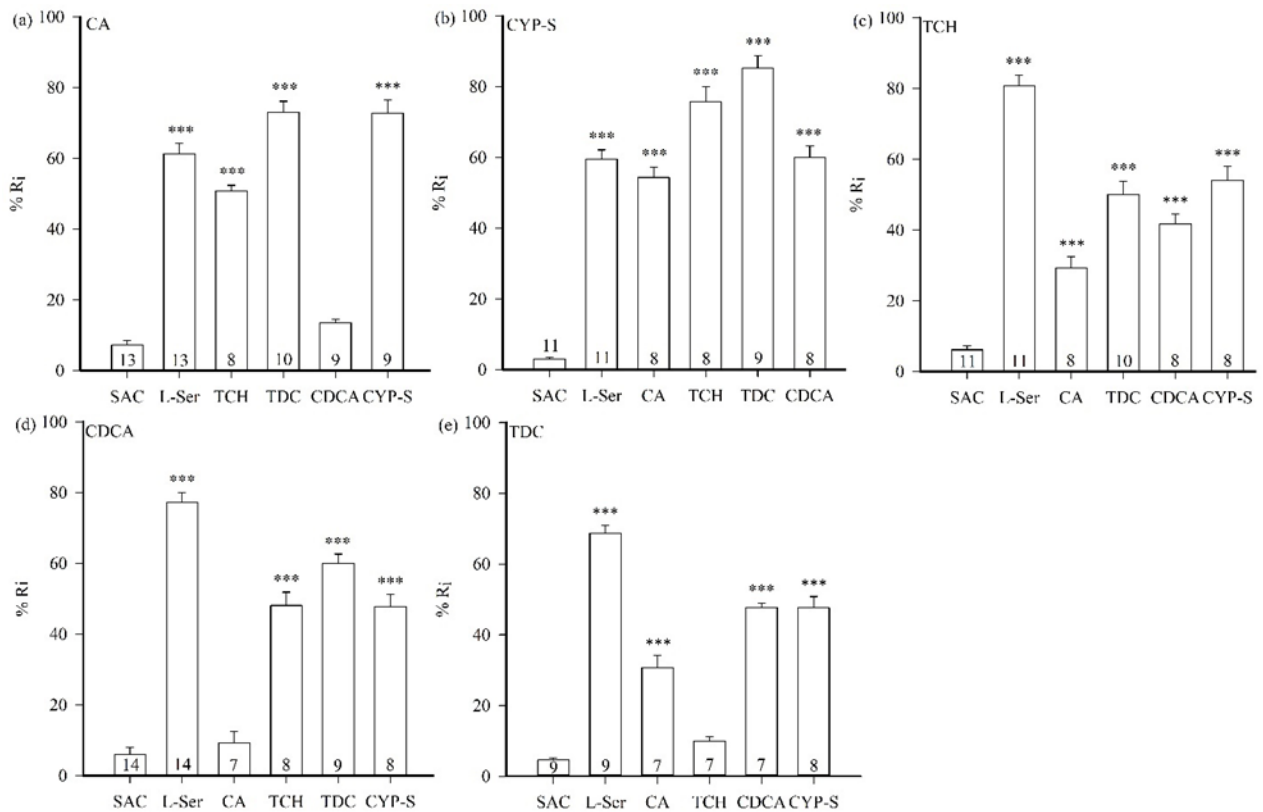 (a) CA
100
80
60
40
20
0
% Ri
***
***
***
***
13 13 8 10 9 9
SAC L-Ser TCH TDC CDCA CYP-S
(b) CYP-S
100
80
60
40
20
0
% Ri
***
***
***
***
***
11 11 8 8 9 8
SAC L-Ser CA TCH TDC CDCA
(c) TCH
100
80
60
40
20
0
% Ri
***
***
***
***
***
11 11 8 10 8 8
SAC L-Ser CA TDC CDCA CYP-S
(d) CDCA
100
80
60
40
20
0
% Ri
***
***
***
***
14 14 7 8 9 8
SAC L-Ser CA TCH TDC CYP-S
(e) TDC
100
80
60
40
20
0
% Ri
***
***
***
***
9 9 7 7 7 8
SAC L-Ser CA TCH CDCA CYP-S